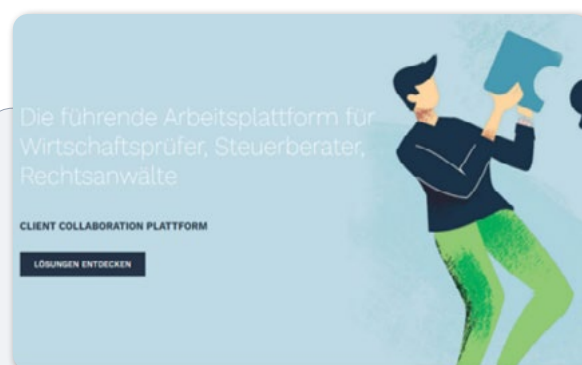 Die führende Arbeitsplattform für
Wirtschaftsprüfer, Steuerberater,
Rechtsanwälte
CLIENT COLLABORATION PLATTFORM
LÖSUNGEN ENTDECKEN